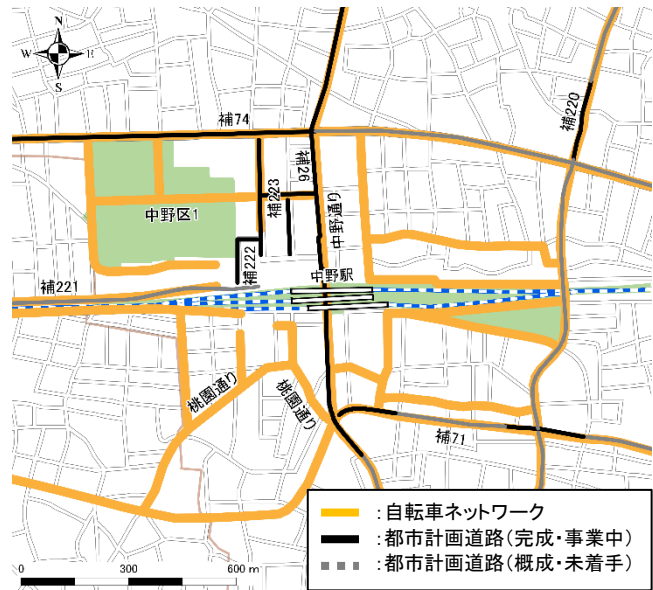 N
W
E
S
補74
補220
補26
補223
中野通り
中野区1
補222
中野駅
補221
桃園通り
桃園通り
補71
:自転車ネットワーク
:都市計画道路(完成・事業中)
:都市計画道路(概成・未着手)
0
300
600 m